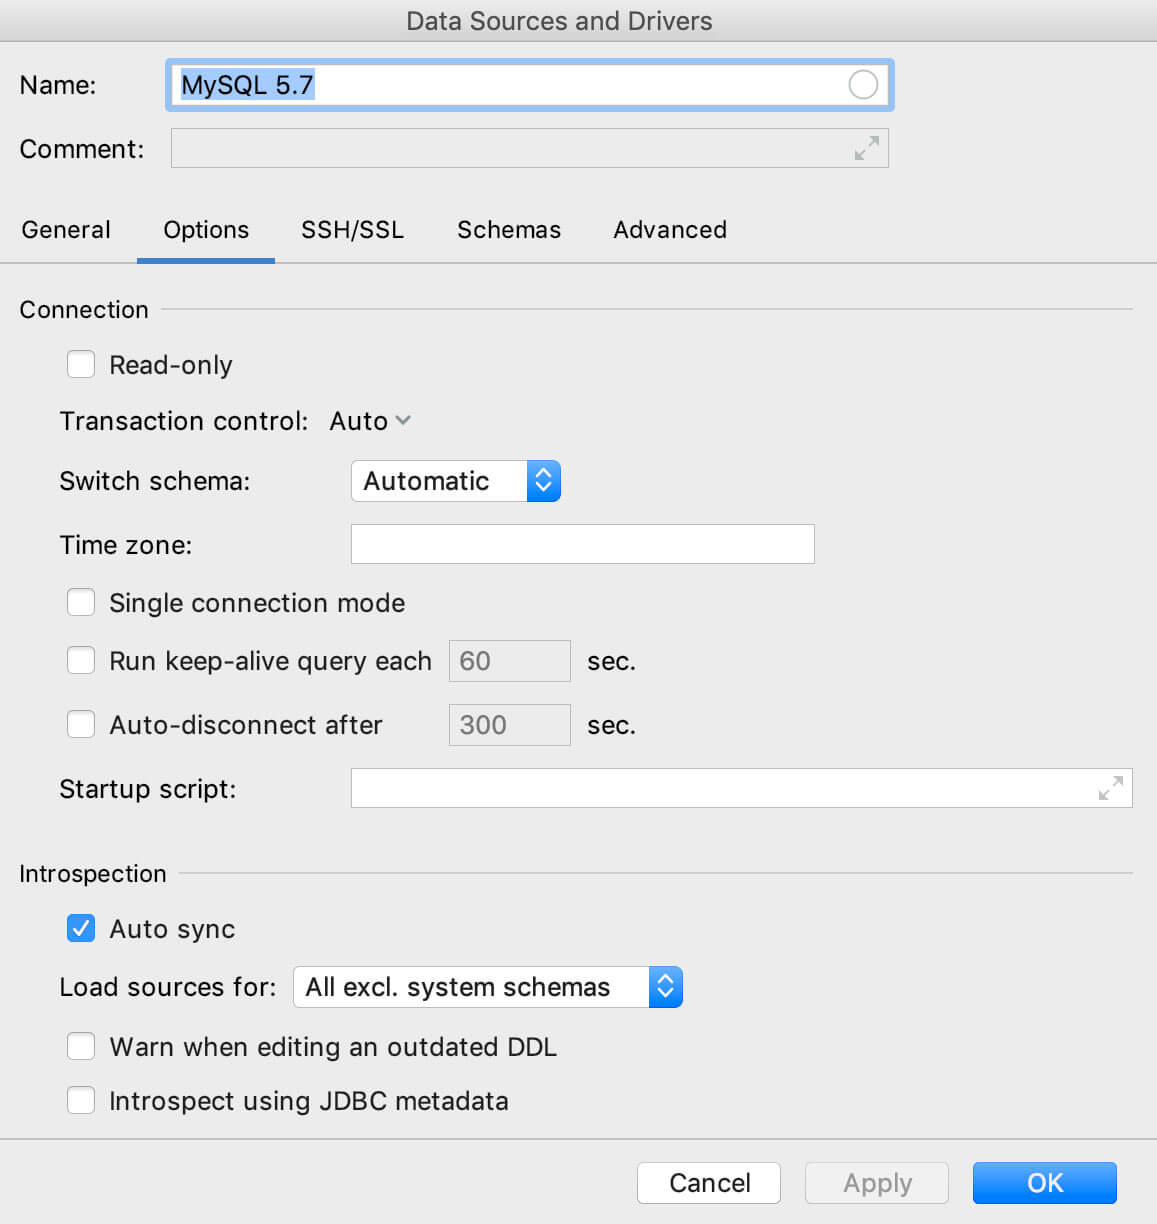 Data Sources and Drivers
Name: MySQL 5.7
Comment:
General Options SSH/SSL Schemas Advanced
Connection
Read-only
Transaction control: Auto
Switch schema: Automatic
Time zone:
Single connection mode
Run keep-alive query each 60 sec.
Auto-disconnect after 300 sec.
Startup script:
Introspection
Auto sync
Load sources for: All excl. system schemas
Warn when editing an outdated DDL
Introspect using JDBC metadata
Cancel Apply OK